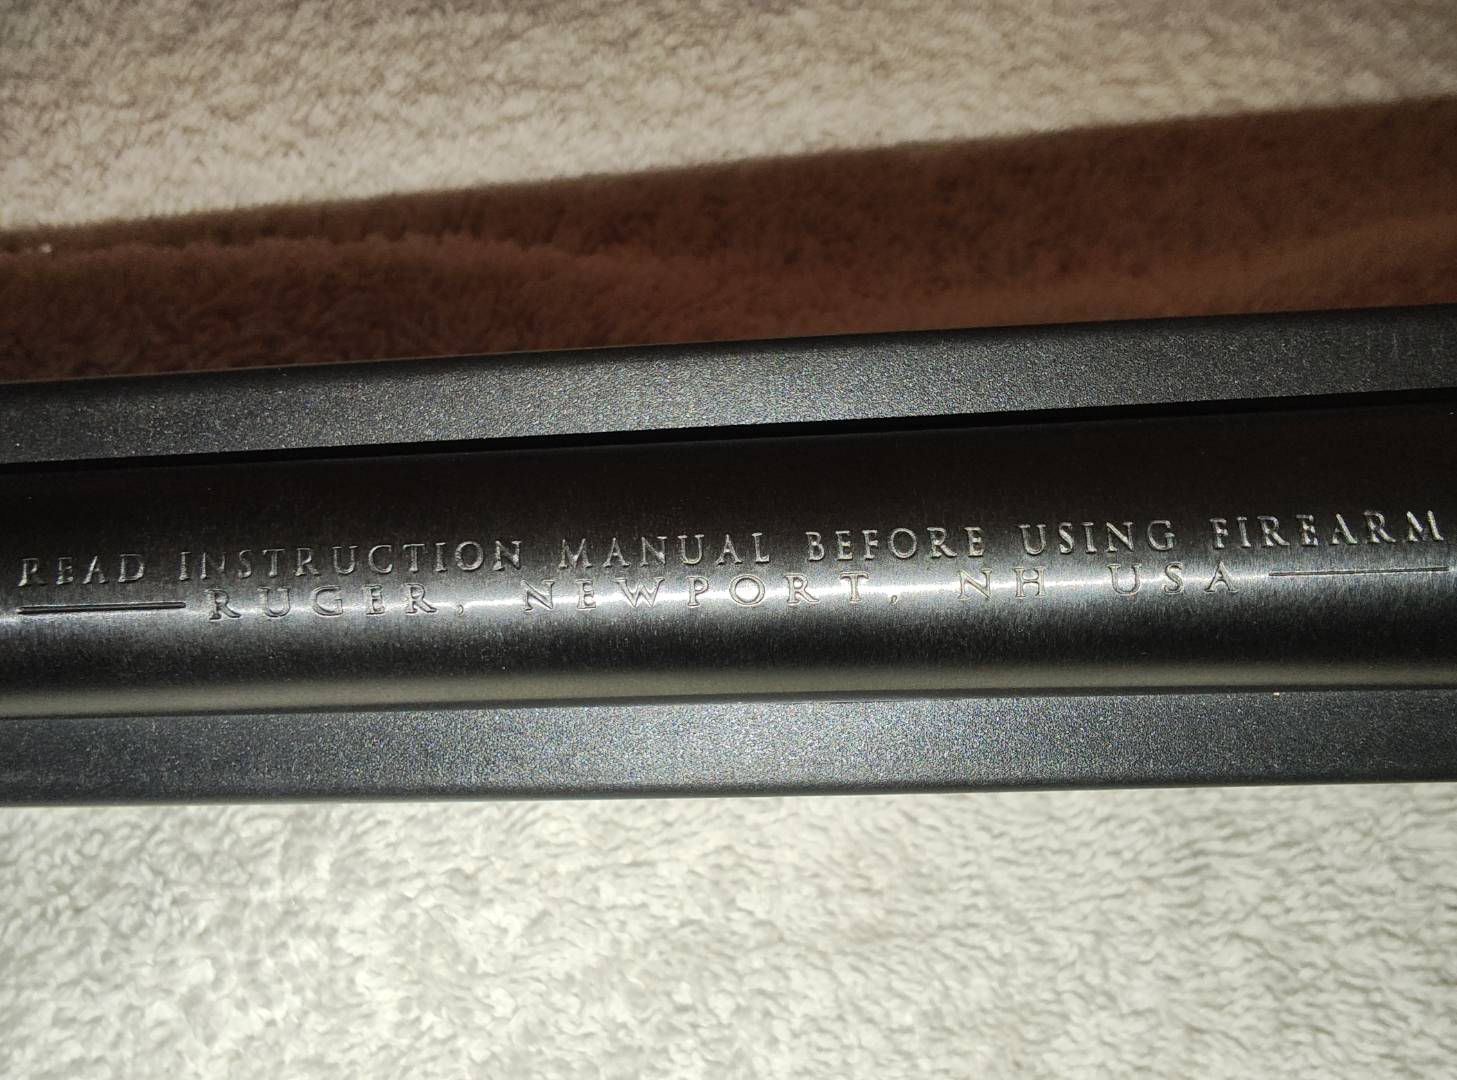 READ INSTRUCTION MANUAL BEFORE USING FIREARM
RUGER, NEWPORT, NH USA